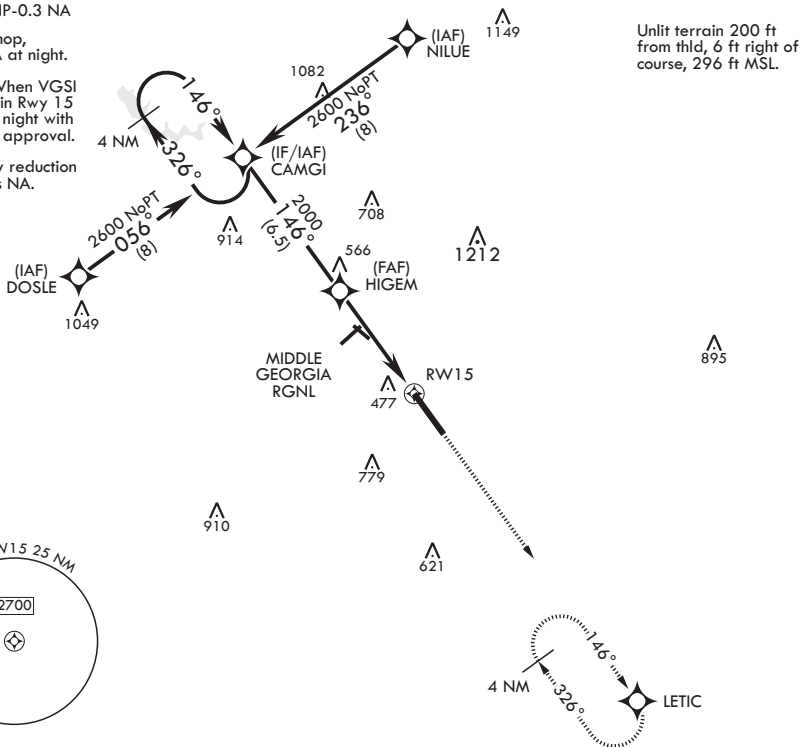 NP-0.3 NA
at night.
When VGSI
in Rwy 15
night with
approval.
reduction
NA.
(IAF)
NILUE
1149
Unlit terrain 200 ft
from thld, 6 ft right of
course, 296 ft MSL.
1082
2600 NoPT
236°
(8)
146°
4 NM
326°
(IF/IAF)
CAMGI
2600 NoPT
056°
(8)
914
2000
146°
(6.5)
708
1212
(IAF)
DOSLE
1049
566
(FAF)
HIGEM
895
MIDDLE
GEORGIA
RGNL
RW15
477
779
910
621
RW15 25 NM
2700
146°
4 NM
326°
LETIC